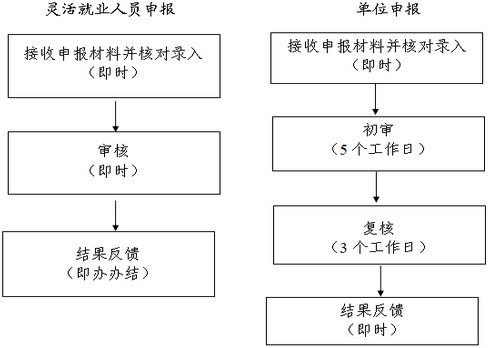 灵活就业人员申报
接收申报材料并核对录入
（即时）
审核
（即时）
结果反馈
（即办办结）
单位申报
接收申报材料并核对录入
（即时）
初审
（5个工作日）
复核
（3个工作日）
结果反馈
（即时）